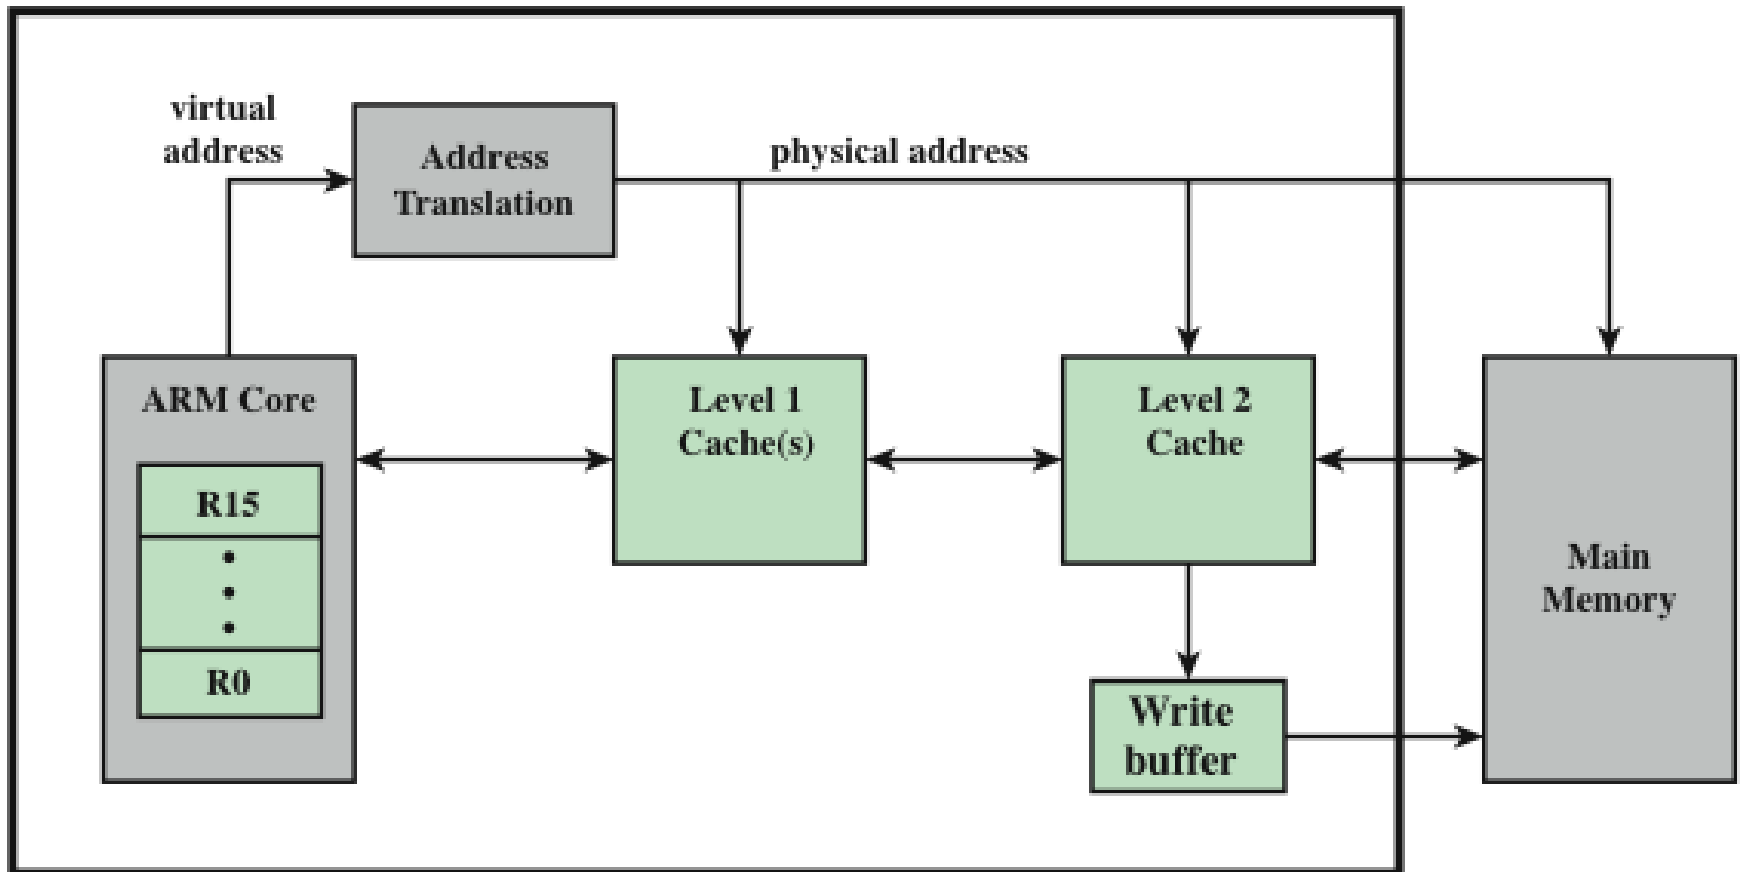 virtual
address
Address
Translation
physical address
ARM Core
R15
R0
Level 1
Cache(s)
Level 2
Cache
Write
buffer
Main
Memory